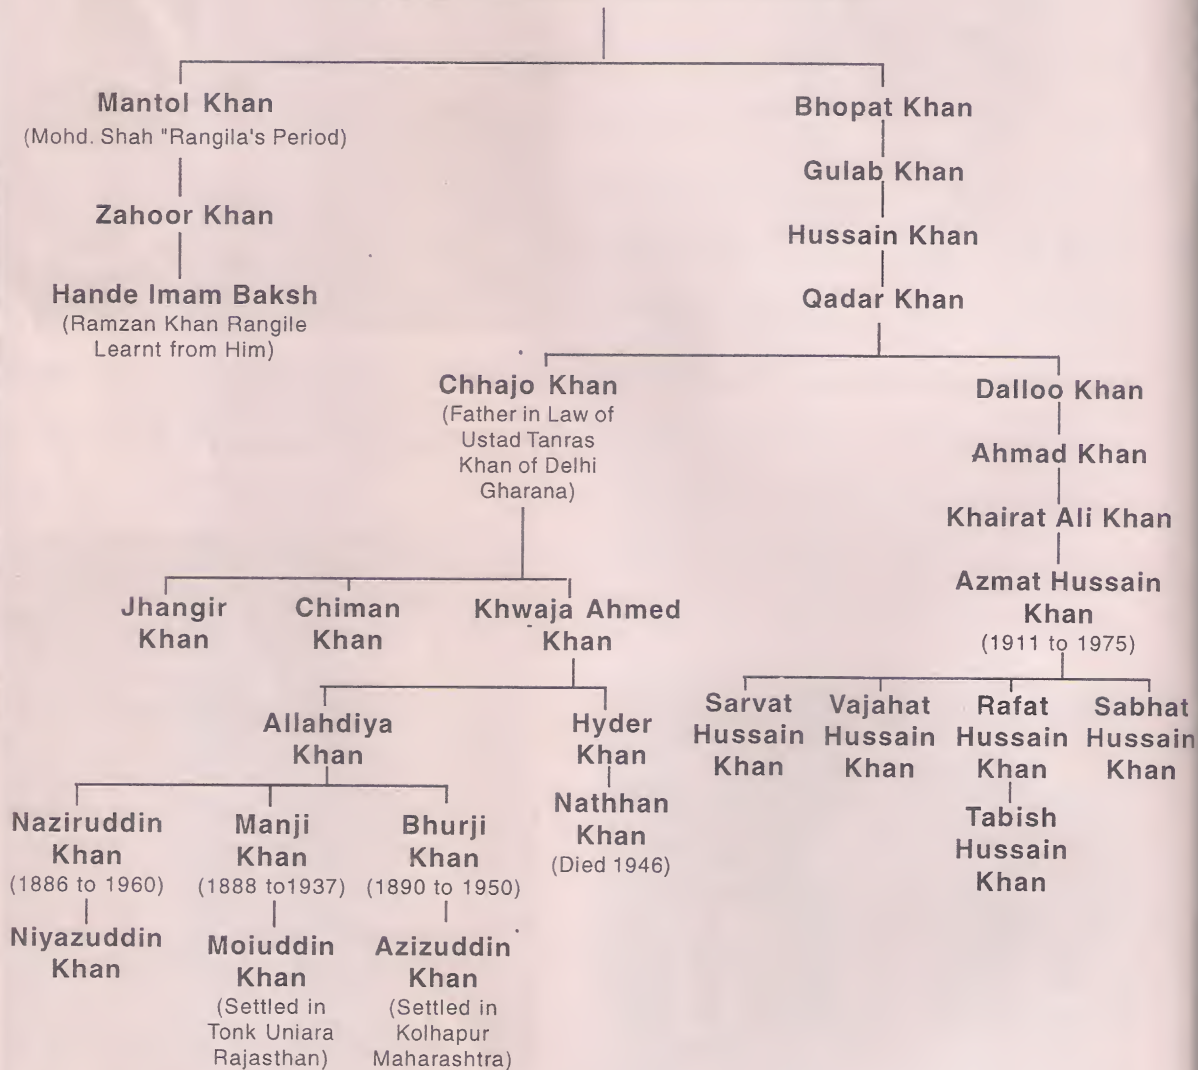 Mantol Khan
(Mohd. Shah "Rangila's Period)
Zahoor Khan
Hande Imam Baksh
(Ramzan Khan Rangile
Learnt from Him)
Bhopat Khan
Gulab Khan
Hussain Khan
Qadar Khan
Chhajo Khan
(Father in Law of
Ustad Tanras
Khan of Delhi
Gharana)
Dalloo Khan
Ahmad Khan
Khairat Ali Khan
Azmat Hussain
Khan
(1911 to 1975)
Jhangir
Khan
Chiman
Khan
Khwaja Ahmed
Khan
Allahdiya
Khan
Hyder
Khan
Nathhan
Khan
(Died 1946)
Sarvat
Hussain
Khan
Vajahat
Hussain
Khan
Rafat
Hussain
Khan
Sabhat
Hussain
Khan
Tabish
Hussain
Khan
Naziruddin
Khan
(1886 to 1960)
Niyazuddin
Khan
Manji
Khan
(1888 to1937)
Moiuddin
Khan
(Settled in
Tonk Uniara
Rajasthan)
Bhurji
Khan
(1890 to 1950)
Azizuddin
Khan
(Settled in
Kolhapur
Maharashtra)